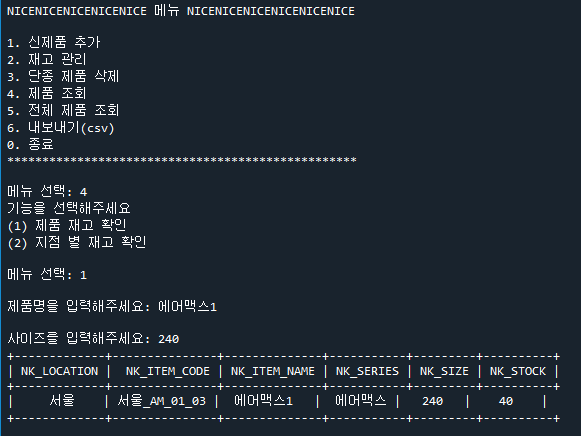 NICENICENICENICENICE 메뉴 NICENICENICENICENICENICE
1. 신제품 추가
2. 재고 관리
3. 단종 제품 삭제
4. 제품 조회
5. 전체 제품 조회
6. 내보내기(csv)
0. 종료
**************************************************
메뉴 선택: 4
기능을 선택해주세요
(1) 제품 재고 확인
(2) 지점 별 재고 확인
메뉴 선택: 1
제품명을 입력해주세요: 에어맥스1
사이즈를 입력해주세요: 240
+-------------+---------------+--------------+-----------+---------+----------+
| NK_LOCATION |  NK_ITEM_CODE | NK_ITEM_NAME | NK_SERIES | NK_SIZE | NK_STOCK |
+-------------+---------------+--------------+-----------+---------+----------+
|     서울     | 서울_AM_01_03 |  에어맥스1   |  에어맥스 |   240   |    40    |
+-------------+---------------+--------------+-----------+---------+----------+